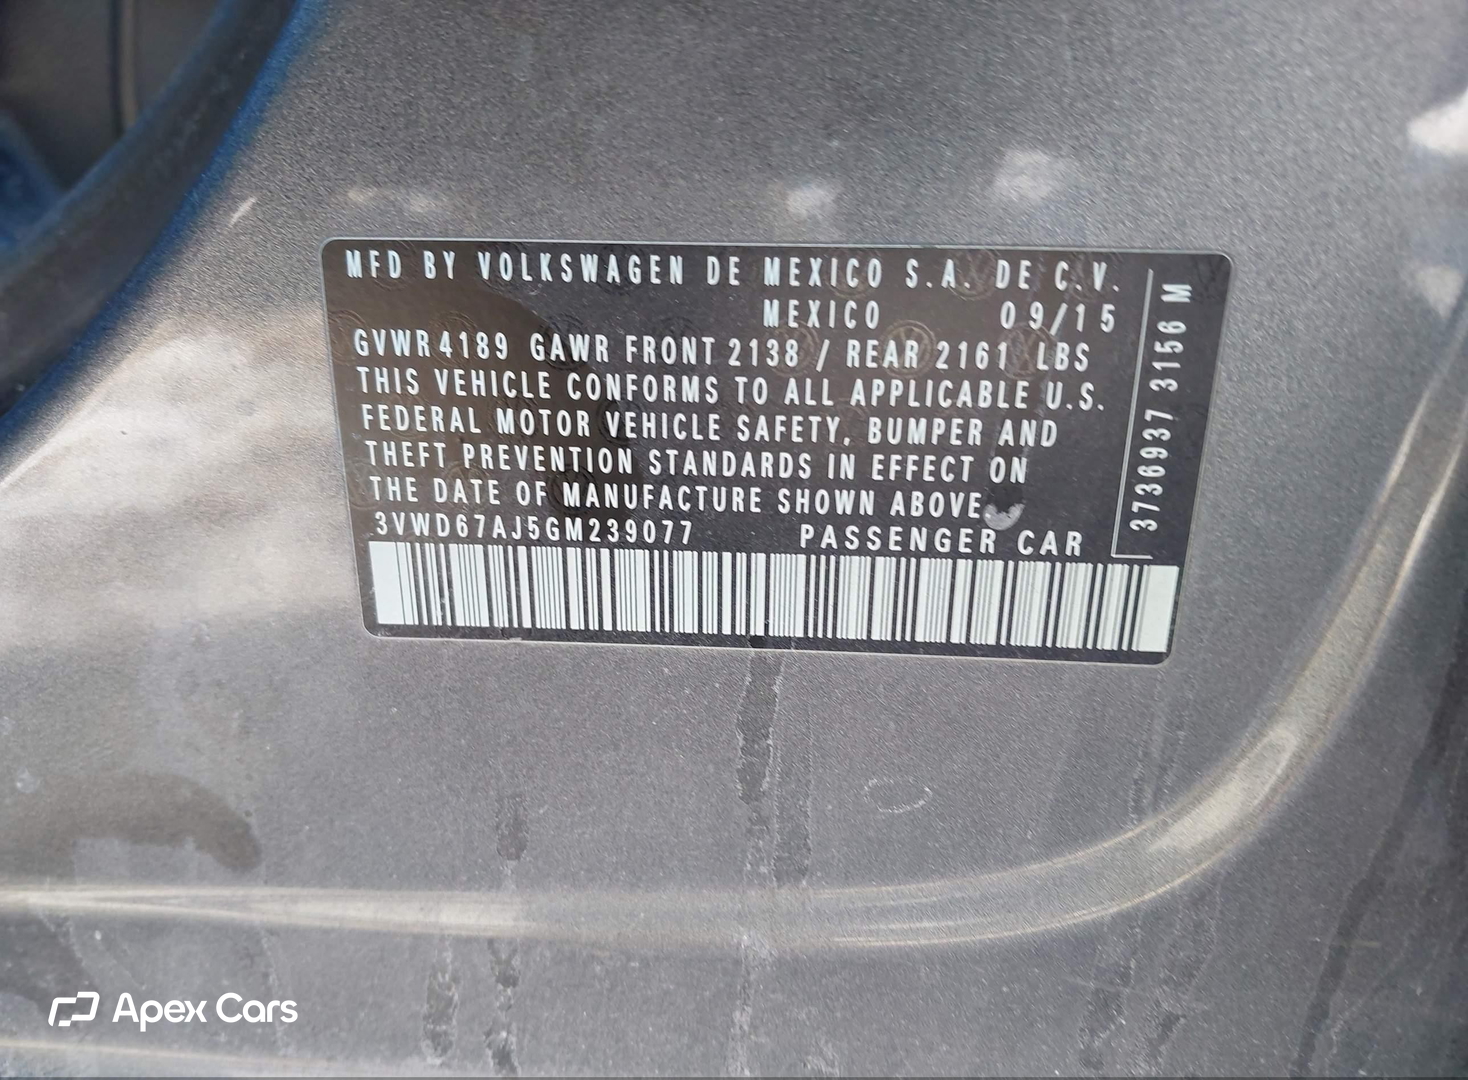 MFD BY VOLKSWAGEN DE MEXICO S.A. DE C.V.
MEXICO 09/15
GVWR 4189 GAWR FRONT 2138 / REAR 2161 LBS
THIS VEHICLE CONFORMS TO ALL APPLICABLE U.S.
FEDERAL MOTOR VEHICLE SAFETY, BUMPER AND
THEFT PREVENTION STANDARDS IN EFFECT ON
THE DATE OF MANUFACTURE SHOWN ABOVE.
3VWD67AJ5GM239077 PASSENGER CAR
3736937 3156 M
Apex Cars